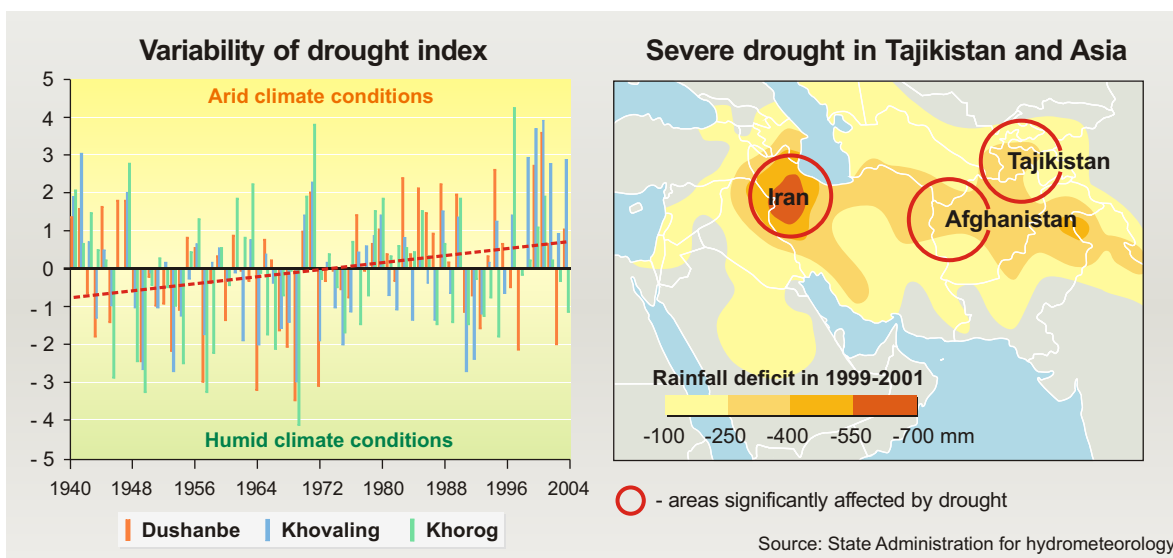 Variability of drought index
Severe drought in Tajikistan and Asia
5
4
3
2
1
0
- 1
- 2
- 3
- 4
- 5
Arid climate conditions
Humid climate conditions
1940 1948 1956 1964 1972 1980 1988 1996 2004
Dushanbe Khovaling Khorog
Tajikistan
Iran
Afghanistan
Rainfall deficit in 1999-2001
-100 -250 -400 -550 -700 mm
- areas significantly affected by drought
Source: State Administration for hydrometeorology